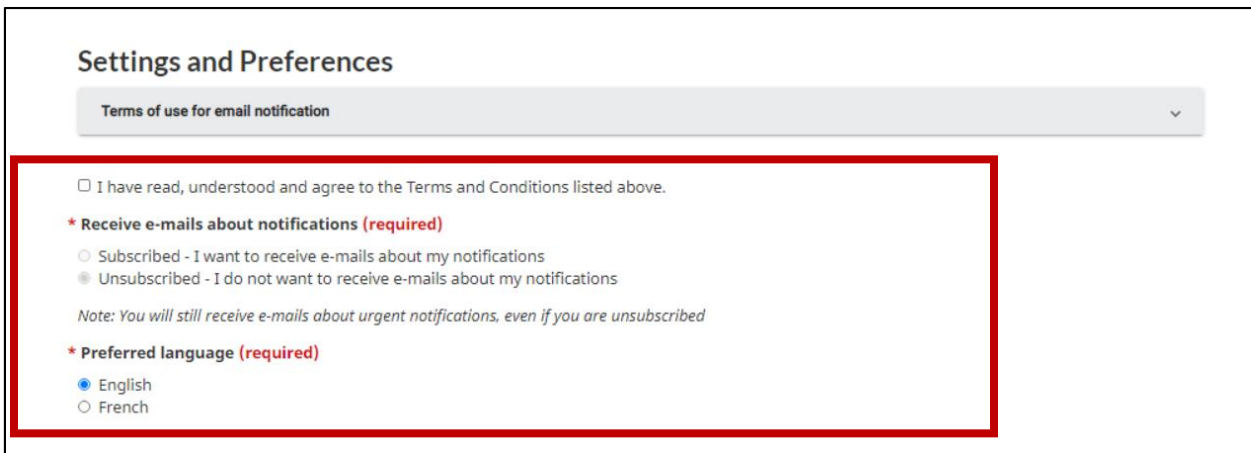 Settings and Preferences
Terms of use for email notification
I have read, understood and agree to the Terms and Conditions listed above.
* Receive e-mails about notifications (required)
Subscribed - I want to receive e-mails about my notifications
Unsubscribed - I do not want to receive e-mails about my notifications
Note: You will still receive e-mails about urgent notifications, even if you are unsubscribed
* Preferred language (required)
English
French